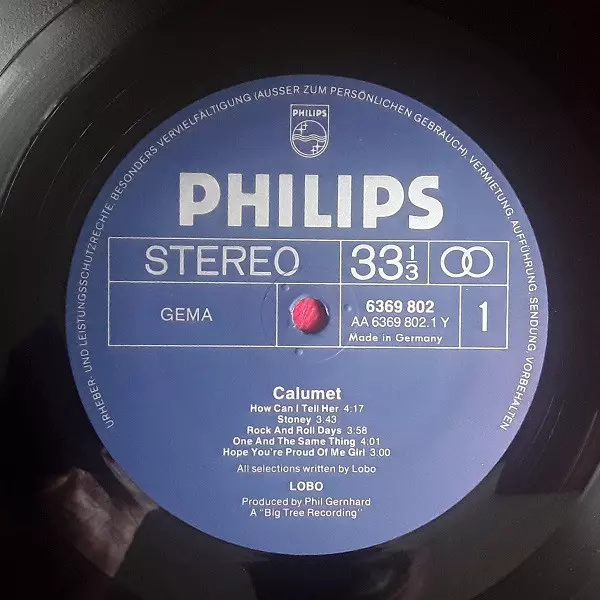 URHEBER- UND LEISTUNGSSCHUTZRECHTE, BESONDERS VERVIELFÄLTIGUNG (AUSSER ZUM PERSÖNLICHEN GEBRAUCH), VERMIETUNG, AUFFÜHRUNG, SENDUNG, VORBEHALTEN
PHILIPS
PHILIPS
STEREO 33 1/3
GEMA 6369 802 1
AA 6369 802.1 Y
Made in Germany
Calumet
How Can I Tell Her 4:17
Stoney 3:43
Rock And Roll Days 3:58
One And The Same Thing 4:01
Hope You're Proud Of Me Girl 3:00
All selections written by Lobo
LOBO
Produced by Phil Gernhard
A "Big Tree Recording"